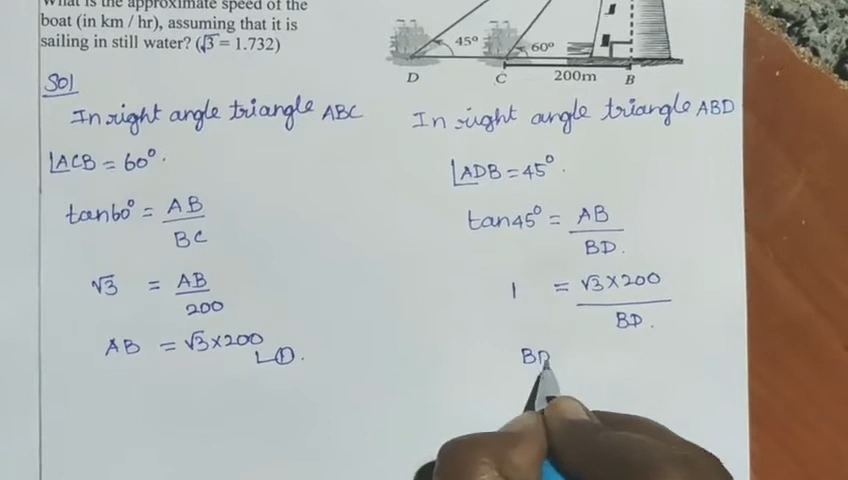 What is the approximate speed of the
boat (in km / hr), assuming that it is
sailing in still water? (√3 = 1.732)
45°
60°
D
C
200m
B
Sol
In right angle triangle ABC
∟ACB = 60°.
tan60° = AB/BC
√3 = AB/200
AB = √3×200
∟①.
In right angle triangle ABD
∟ADB = 45°.
tan45° = AB/BD.
1 = √3×200/BD.
BD